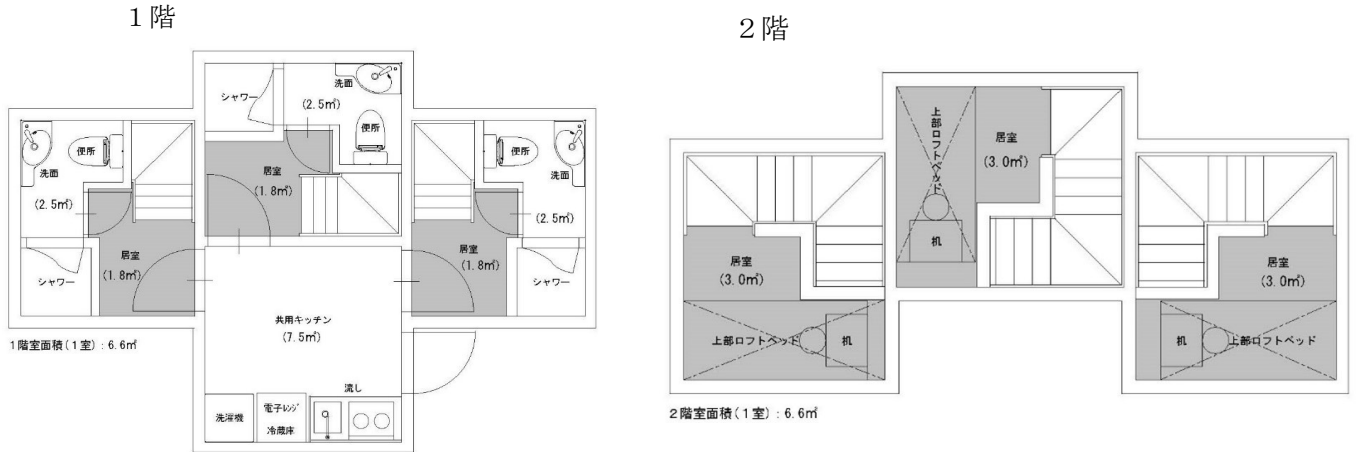 1階
シャワー
洗面
(2.5㎡)
便所
居室
(1.8㎡)
洗面
便所
(2.5㎡)
シャワー
居室
(1.8㎡)
便所
洗面
(2.5㎡)
シャワー
居室
(1.8㎡)
共用キッチン
(7.5㎡)
洗濯機
電子レンジ
冷蔵庫
流し
1階室面積(1室):6.6㎡
2階
上部ロフトベッド
居室
(3.0㎡)
机
居室
(3.0㎡)
上部ロフトベッド
机
居室
(3.0㎡)
机
上部ロフトベッド
2階室面積(1室):6.6㎡